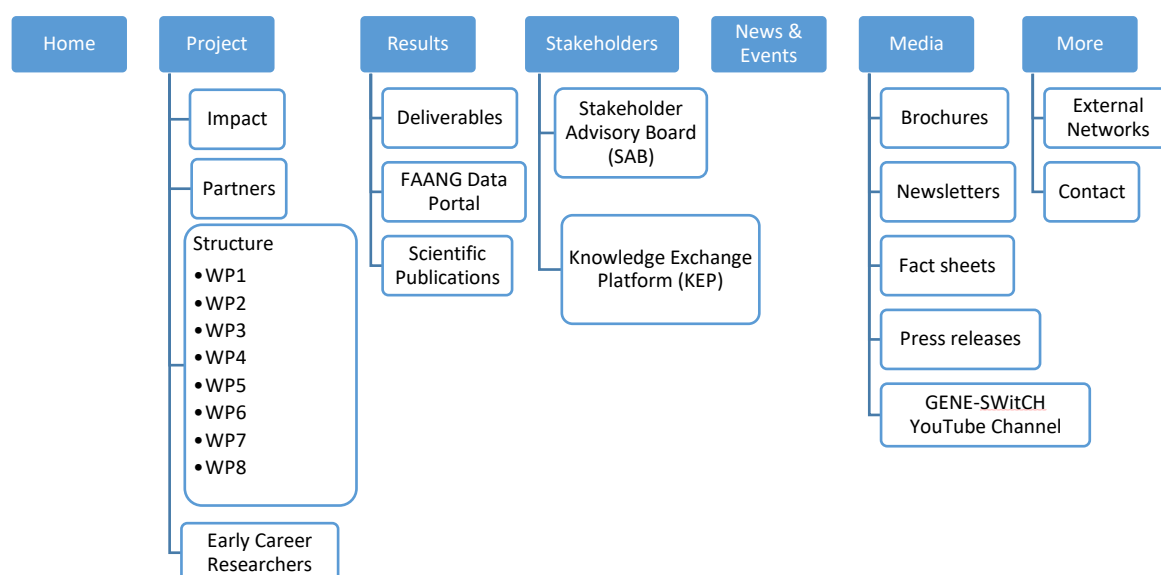 Home
Project
Impact
Partners
Structure
•WP1
•WP2
•WP3
•WP4
•WP5
•WP6
•WP7
•WP8
Early Career
Researchers
Results
Deliverables
FAANG Data
Portal
Scientific
Publications
Stakeholders
Stakeholder
Advisory Board
(SAB)
Knowledge Exchange
Platform (KEP)
News &
Events
Media
Brochures
Newsletters
Fact sheets
Press releases
GENE-SWitCH
YouTube Channel
More
External
Networks
Contact